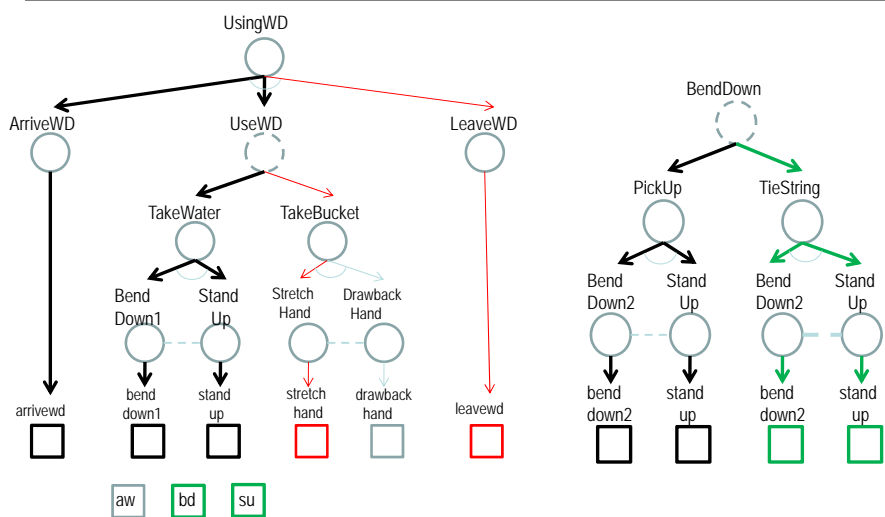 UsingWD
BendDown
ArriveWD
UseWD
LeaveWD
PickUp
TieString
TakeWater
TakeBucket
Bend
Down1
Stand
Up
Stretch
Hand
Drawback
Hand
Bend
Down2
Stand
Up
Bend
Down2
Stand
Up
arrivewd
bend
down1
stand
up
stretch
hand
drawback
hand
leavewd
bend
down2
stand
up
bend
down2
stand
up
aw
bd
su